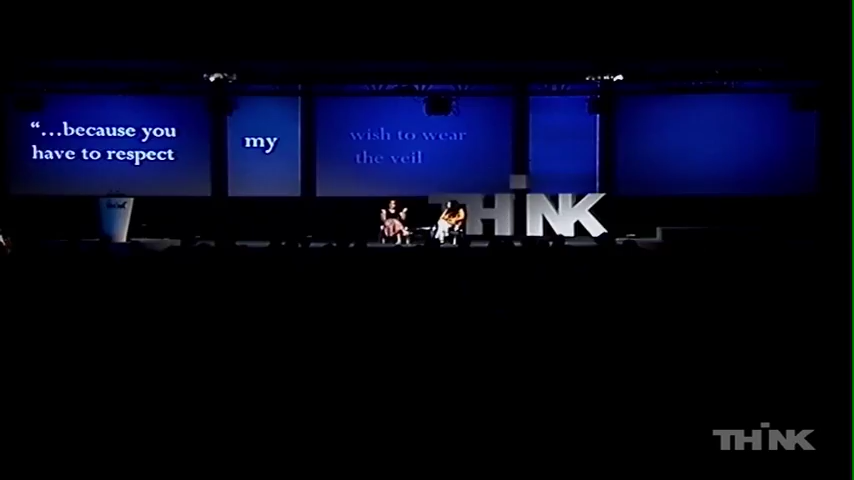 “...because you
have to respect
my
wish to wear
the veil
THiNK
THiNK